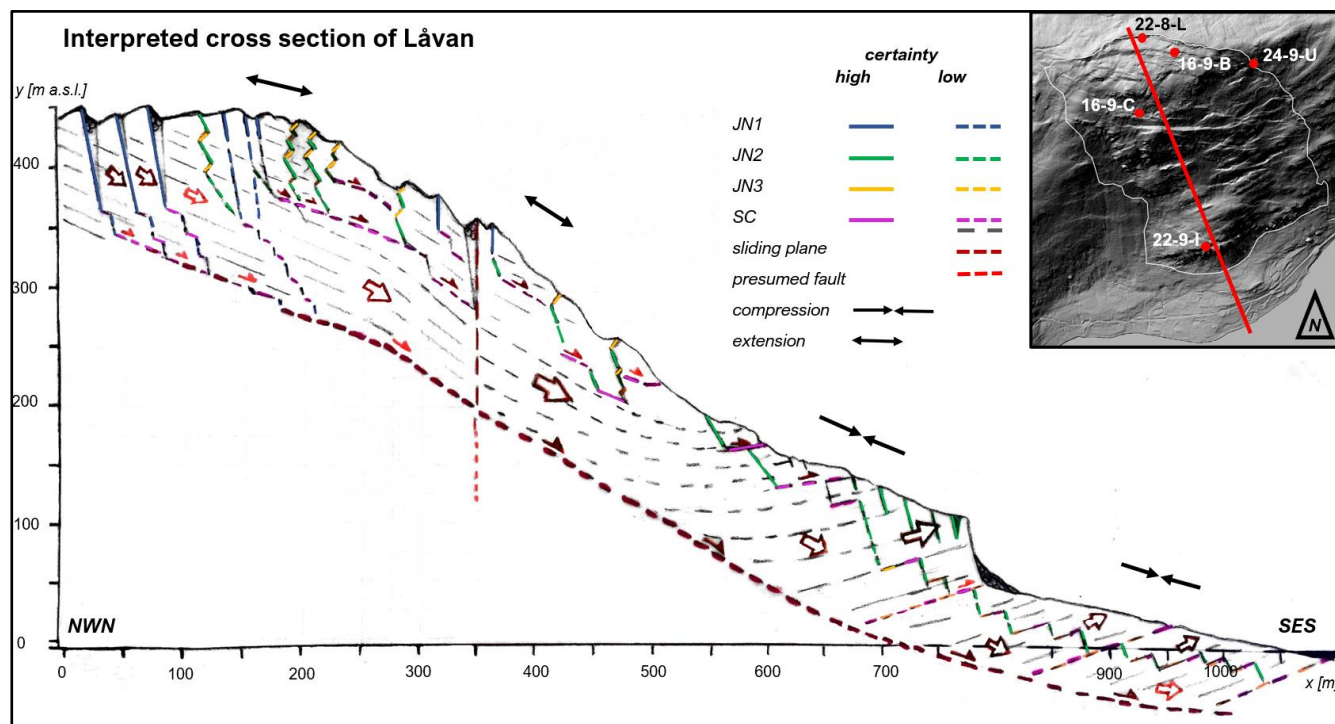 Interpreted cross section of Låvan
y [m a.s.l.]
400
300
200
100
0
NWN
SES
0 100 200 300 400 500 600 700 900 1000 x [m]
certainty
high low
JN1
JN2
JN3
SC
sliding plane
presumed fault
compression
extension
22-8-L
16-9-B
24-9-U
16-9-C
22-9-I
N